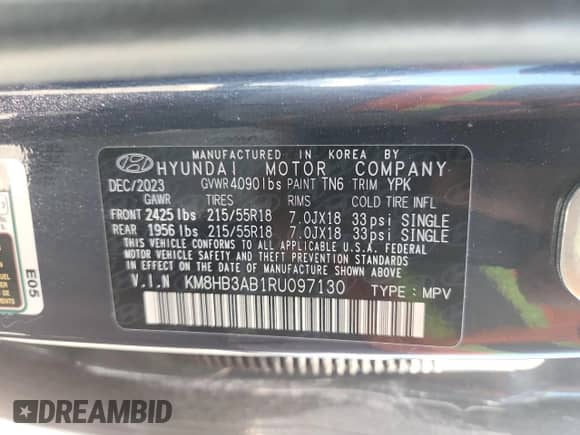 MANUFACTURED IN KOREA BY
HYUNDAI MOTOR COMPANY
DEC/2023 GVWR 4090lbs PAINT TN6 TRIM YPK
GAWR TIRES RIMS COLD TIRE INFL
FRONT 2425 lbs 215/55R18 7.0JX18 33psi SINGLE
REAR 1956 lbs 215/55R18 7.0JX18 33psi SINGLE
THIS VEHICLE CONFORMS TO ALL APPLICABLE U.S.A. FEDERAL
MOTOR VEHICLE SAFETY AND THEFT PREVENTION STANDARDS
IN EFFECT ON THE DATE OF MANUFACTURE SHOWN ABOVE.
V.I.N KM8HB3AB1RU097130 TYPE : MPV
E05
DREAMBID